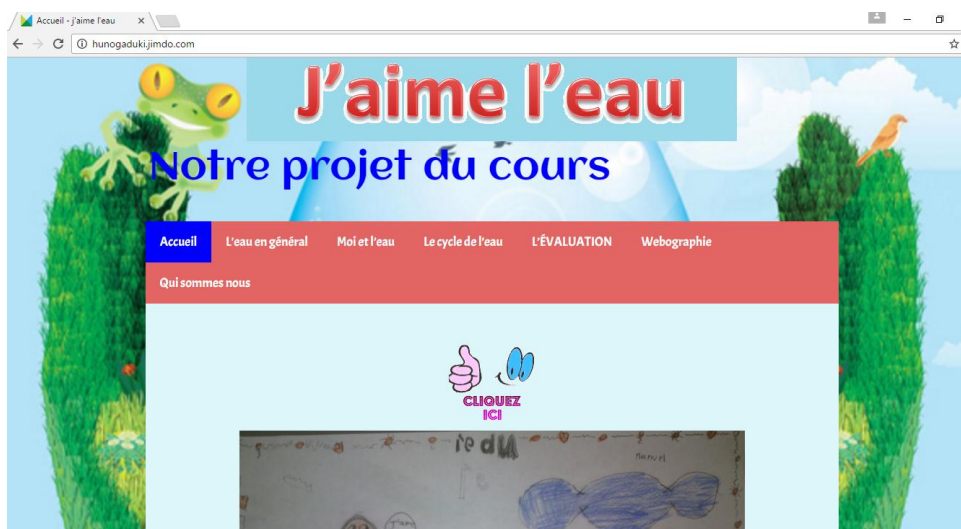 Accueil - j'aime l'eau
hunogaduki.jimdo.com
J'aime l'eau
Notre projet du cours
Accueil L'eau en général Moi et l'eau Le cycle de l'eau L'ÉVALUATION Webographie
Qui sommes nous
CLIQUEZ
ICI
Manuel